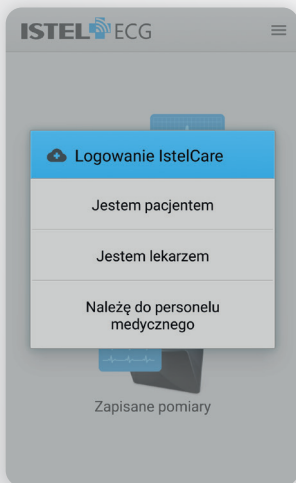 ISTEL ECG
Logowanie IstelCare
Jestem pacjentem
Jestem lekarzem
Należę do personelu
medycznego
Zapisane pomiary